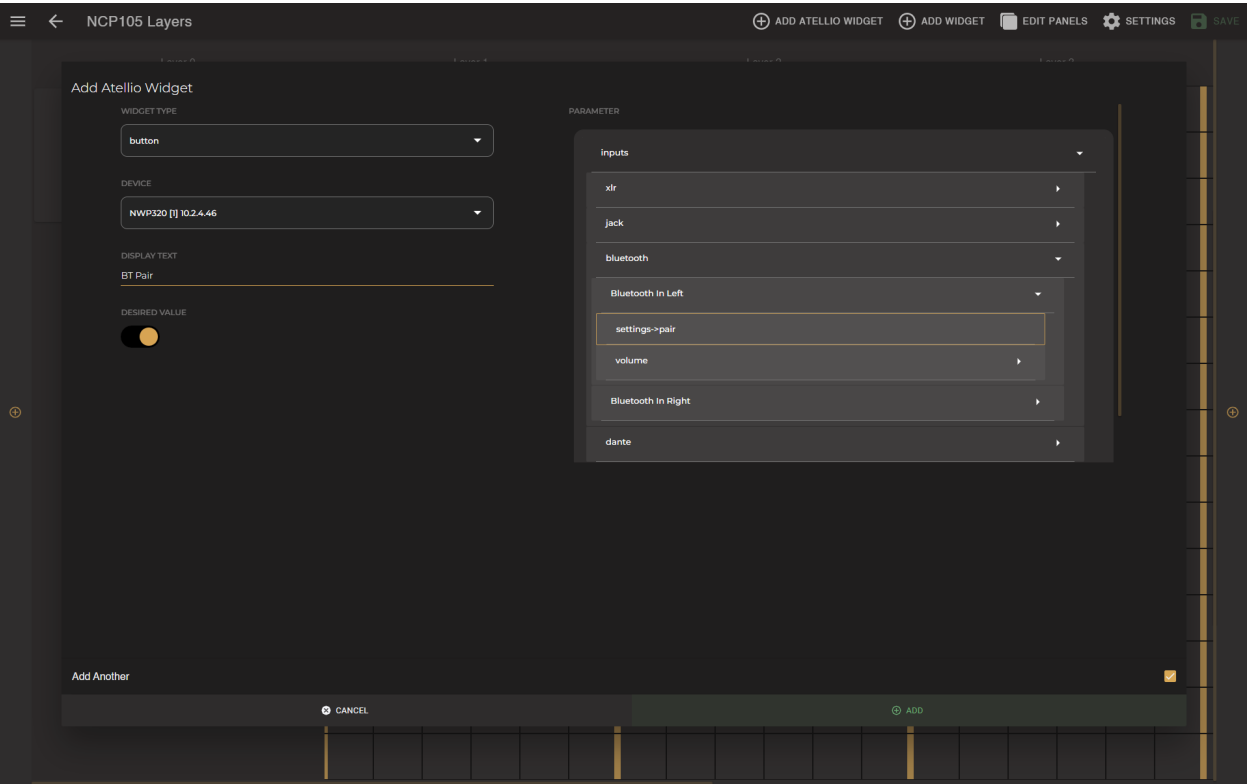 NCP105 Layers
ADD ATELLIO WIDGET
ADD WIDGET
EDIT PANELS
SETTINGS
SAVE
Add Atellio Widget
WIDGET TYPE
button
DEVICE
NWP320 [1] 10.2.4.46
DISPLAY TEXT
BT Pair
DESIRED VALUE
PARAMETER
inputs
xlr
jack
bluetooth
Bluetooth In Left
settings->pair
volume
Bluetooth In Right
dante
Add Another
CANCEL
ADD